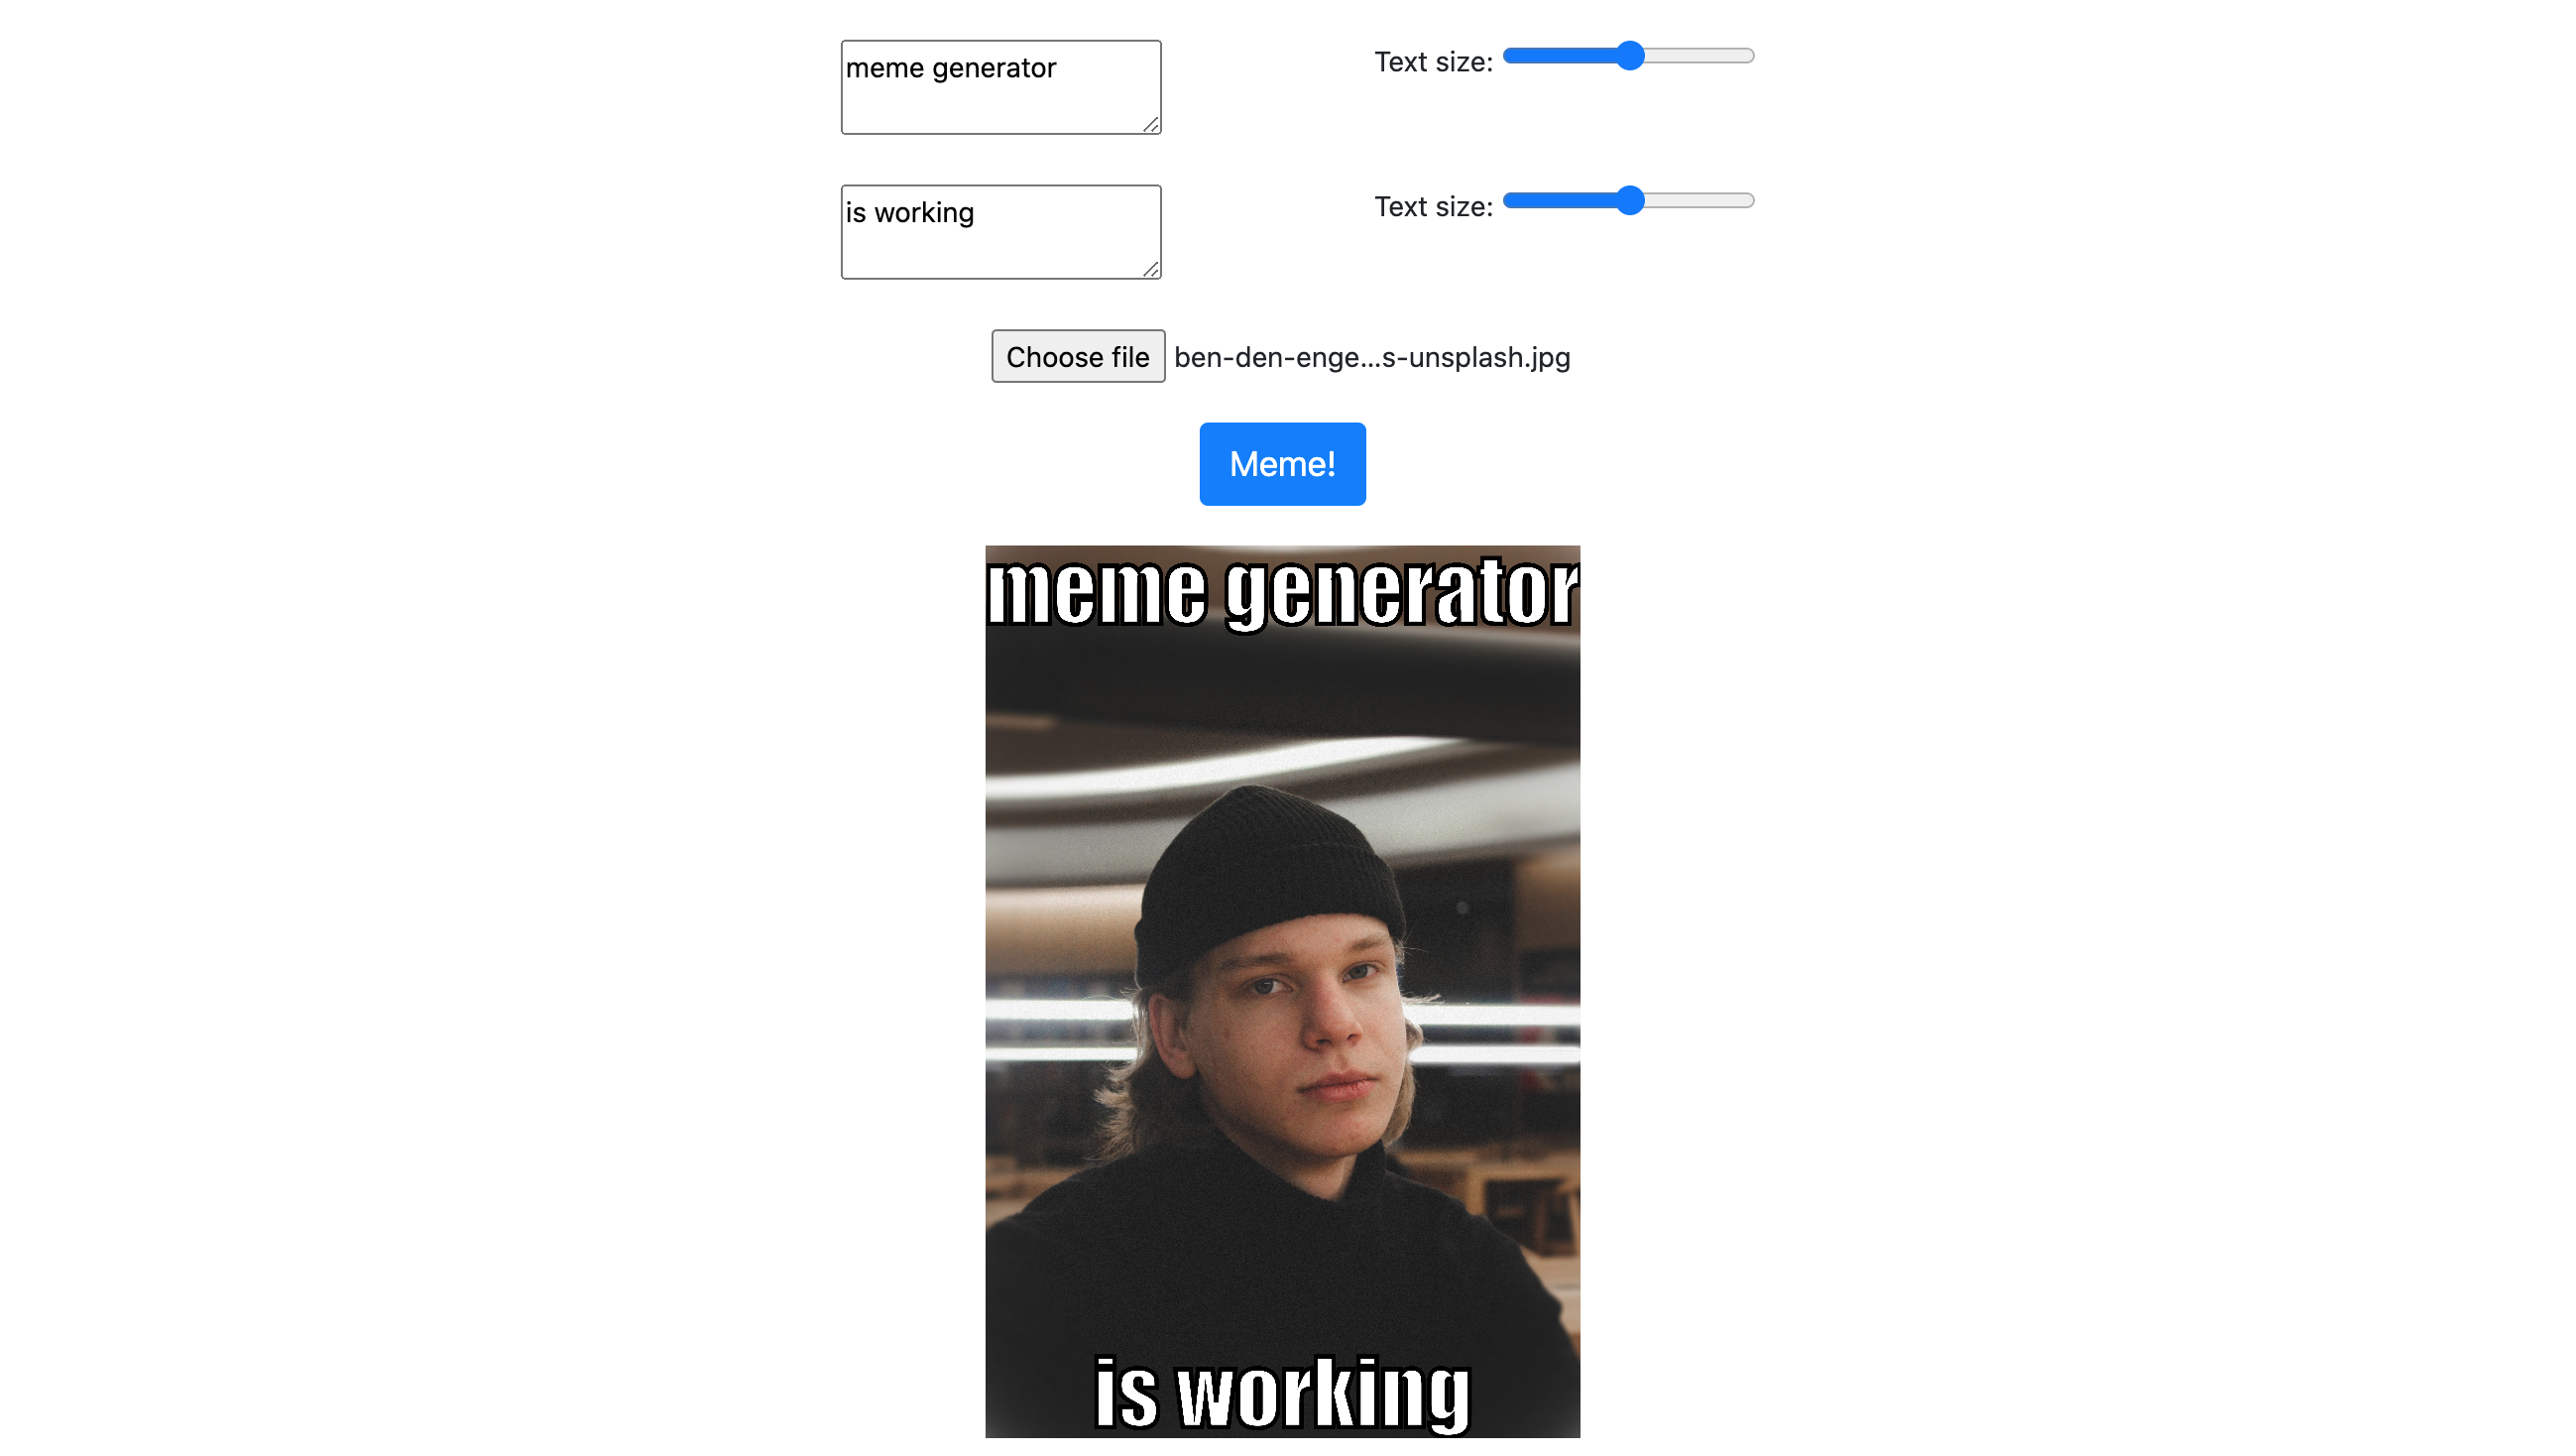 meme generator
Text size:
is working
Text size:
Choose file ben-den-enge...s-unsplash.jpg
Meme!
meme generator
is working